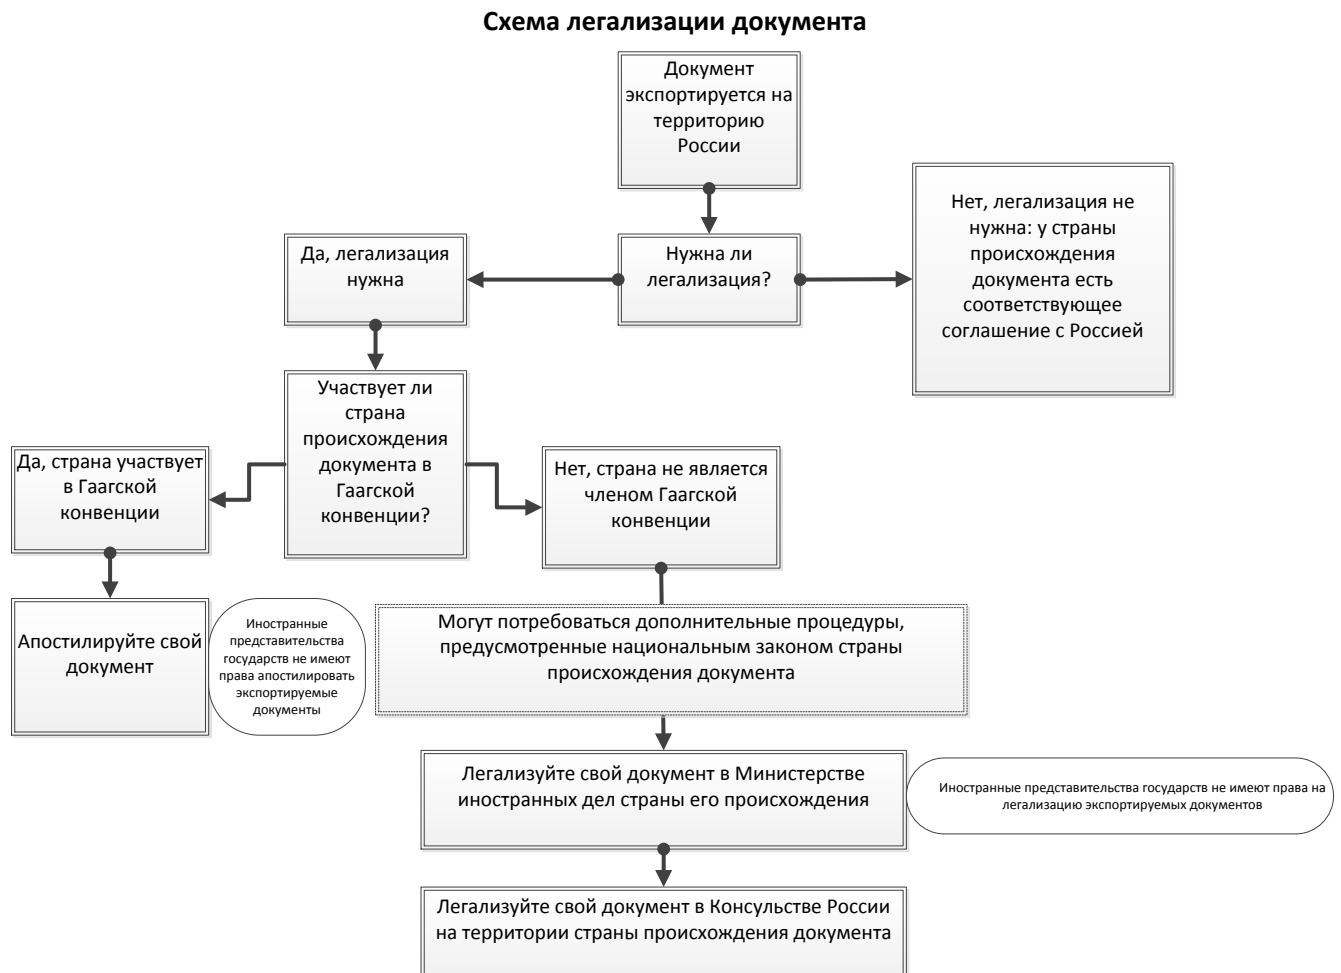 Схема легализации документа
Документ
экспортируется на
территорию
России
Нет, легализация не
нужна: у страны
происхождения
документа есть
соответствующее
соглашение с Россией
Да, легализация
нужна
Нужна ли
легализация?
Участвует ли
страна
происхождения
документа в
Гаагской
конвенции?
Да, страна участвует
в Гаагской
конвенции
Нет, страна не является
членом Гаагской
конвенции
Апостилируйте свой
документ
Иностранные
представительства
государств не имеют
права апостилировать
экспортируемые
документы
Могут потребоваться дополнительные процедуры,
предусмотренные национальным законом страны
происхождения документа
Легализуйте свой документ в Министерстве
иностранных дел страны его происхождения
Иностранные представительства государств не имеют права на
легализацию экспортируемых документов
Легализуйте свой документ в Консульстве России
на территории страны происхождения документа